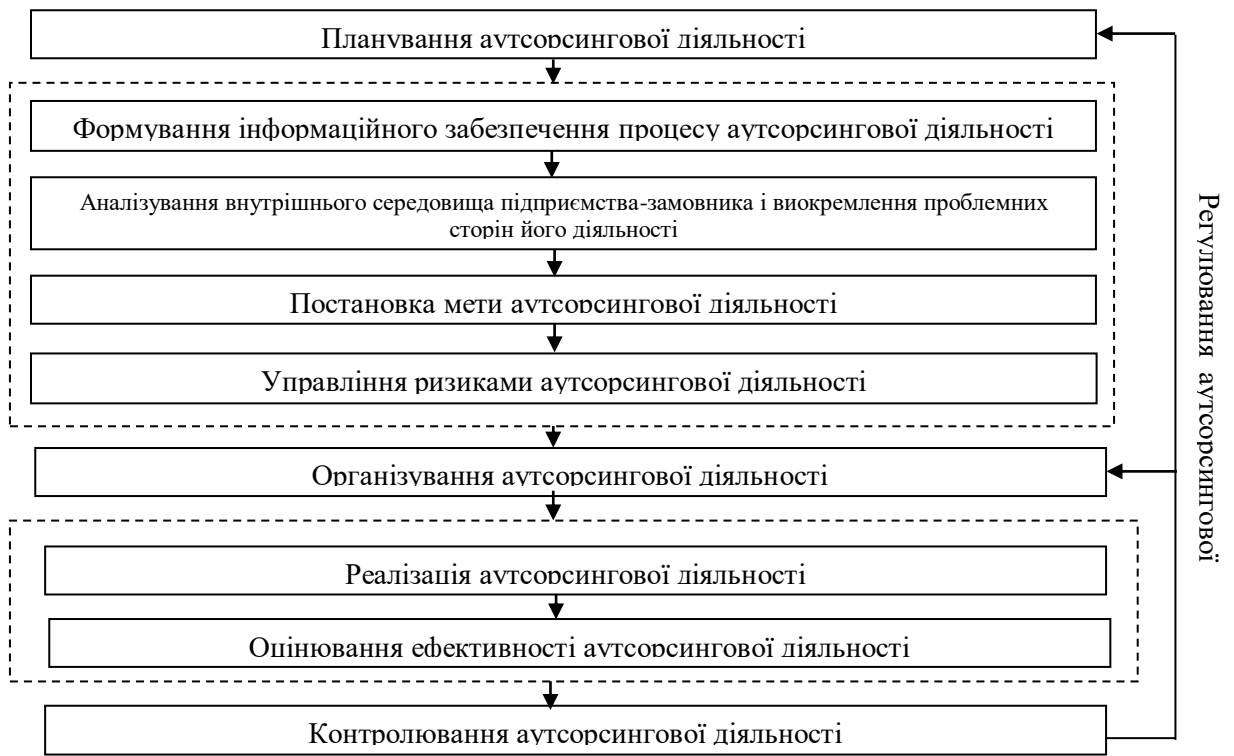 Планування аутсорсингової діяльності
Формування інформаційного забезпечення процесу аутсорсингової діяльності
Аналізування внутрішнього середовища підприємства-замовника і виокремлення проблемних
сторін його діяльності
Постановка мети аутсорсингової діяльності
Управління ризиками аутсорсингової діяльності
Організування аутсорсингової діяльності
Реалізація аутсорсингової діяльності
Оцінювання ефективності аутсорсингової діяльності
Контролювання аутсорсингової діяльності
Регулювання аутсорсингової